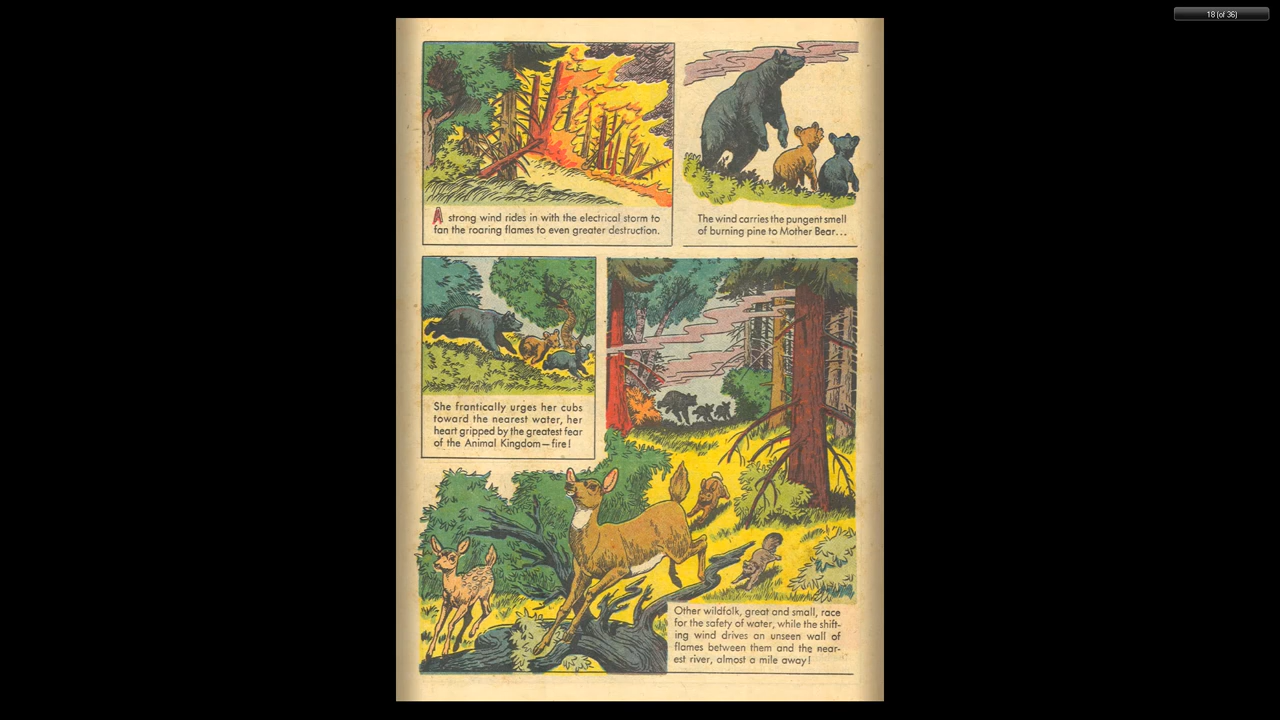 18 (of 36)
A strong wind rides in with the electrical storm to
fan the roaring flames to even greater destruction.
The wind carries the pungent smell
of burning pine to Mother Bear...
She frantically urges her cubs
toward the nearest water, her
heart gripped by the greatest fear
of the Animal Kingdom—fire!
Other wildfolk, great and small, race
for the safety of water, while the shift-
ing wind drives an unseen wall of
flames between them and the near-
est river, almost a mile away!